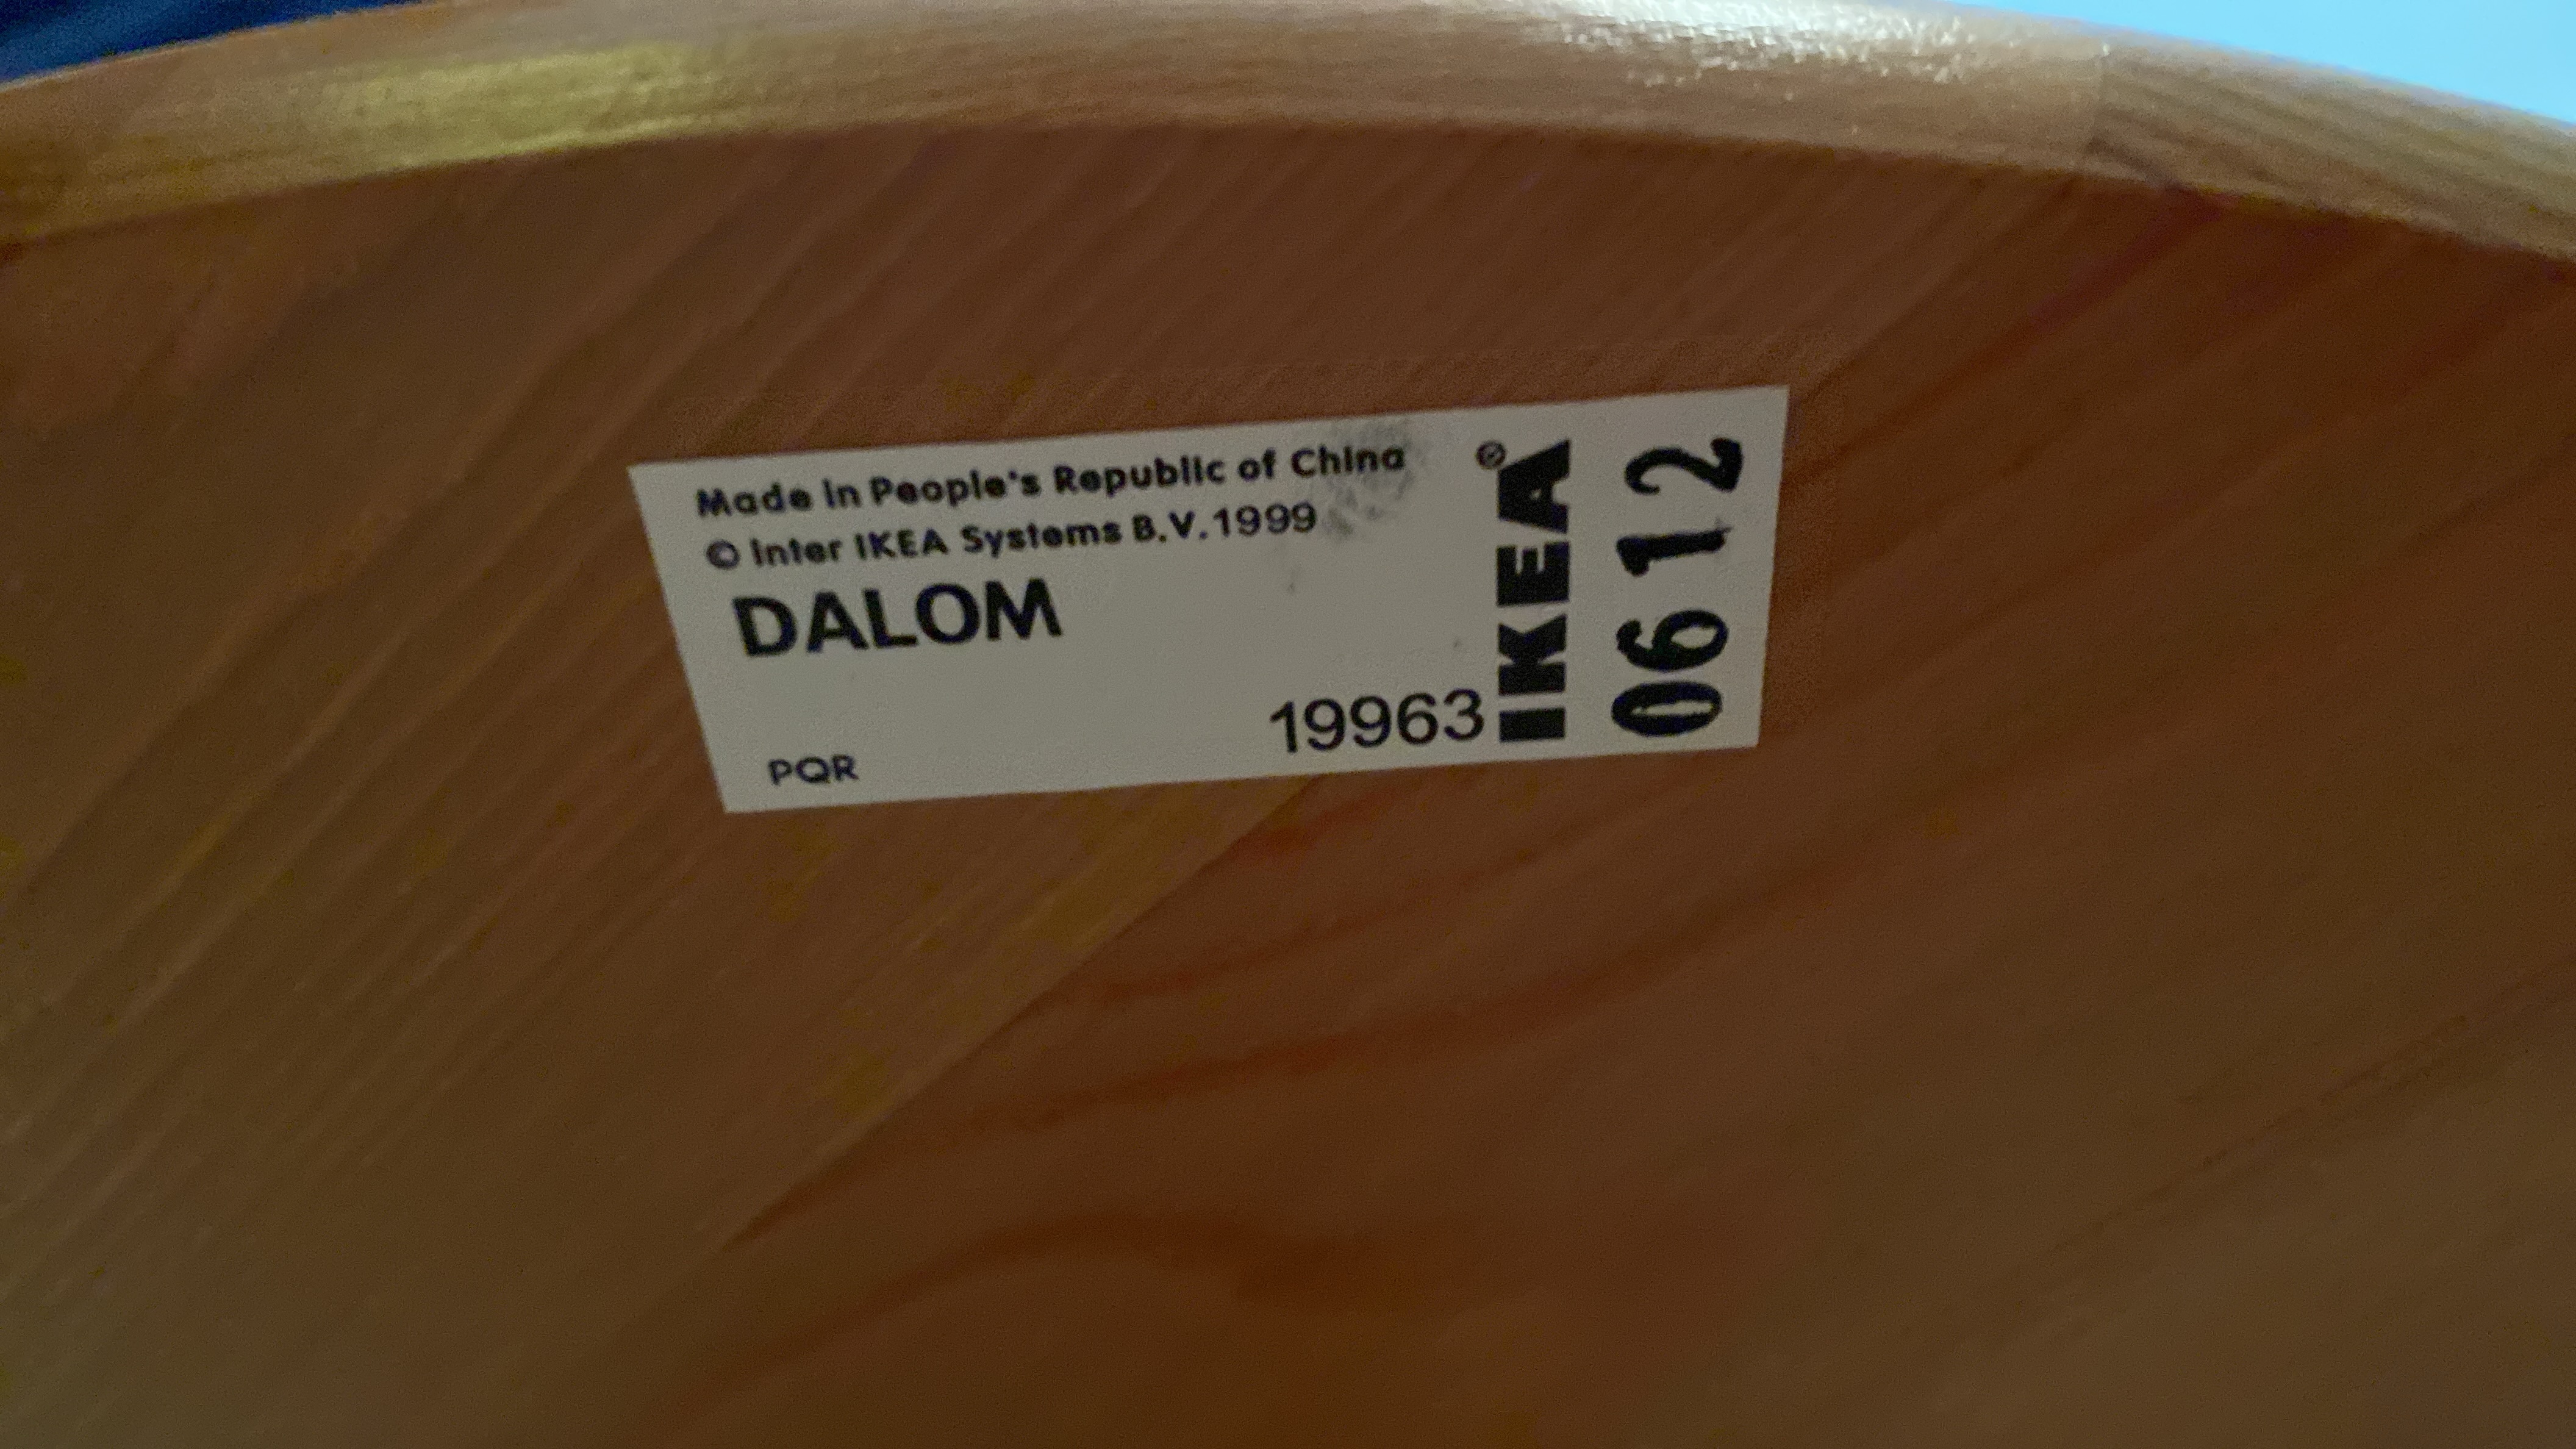 Made in People's Republic of China
© Inter IKEA Systems B.V. 1999
DALOM
PQR
19963
IKEA®
0612